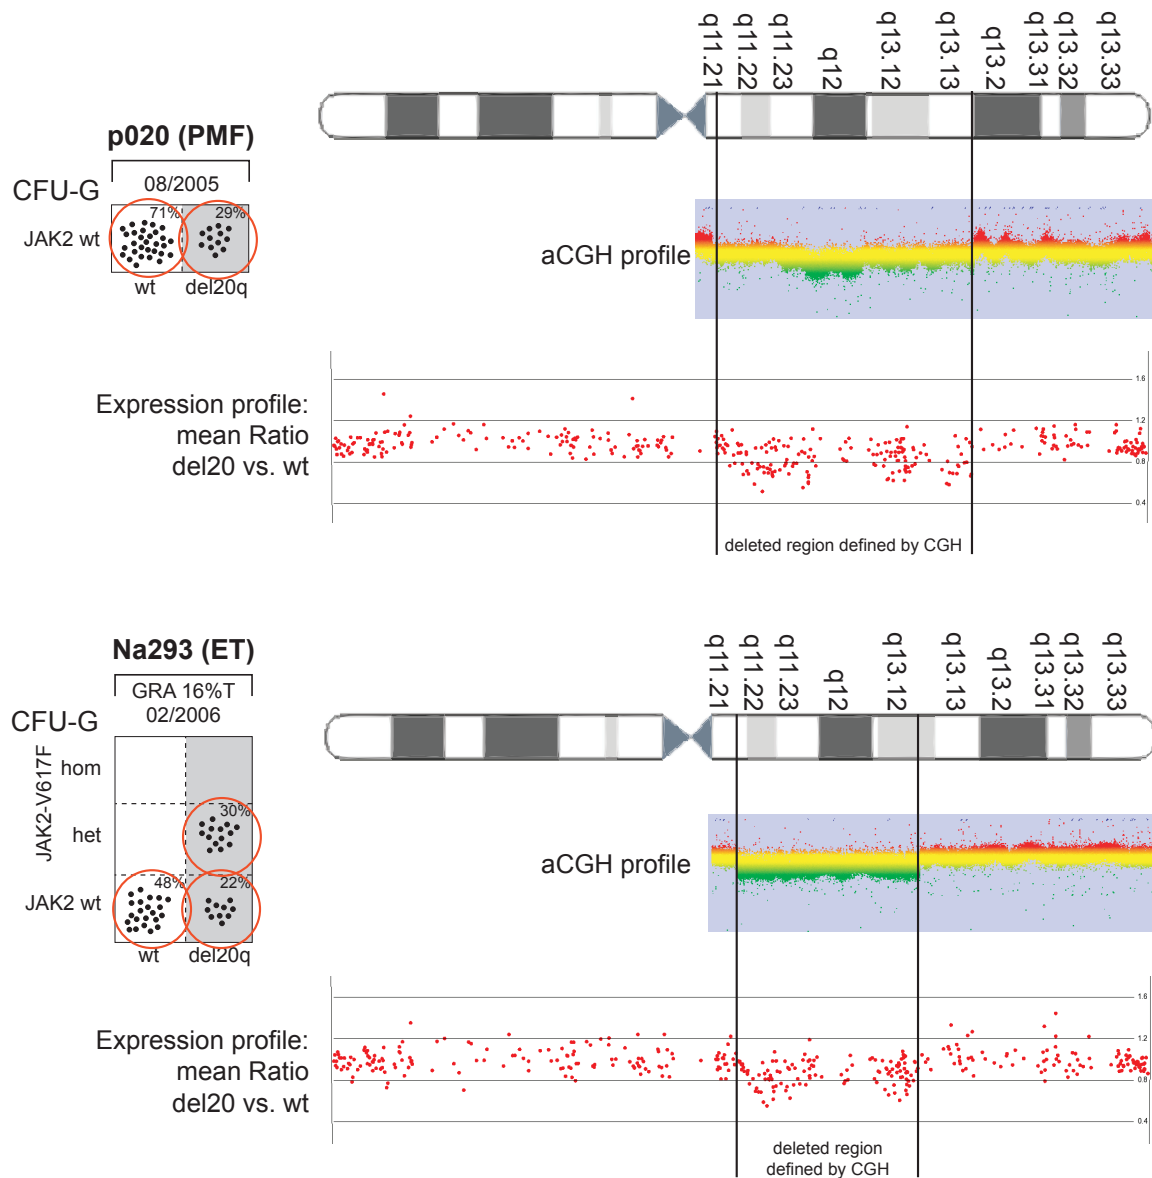 q11.21
q11.22
q11.23
q12
q13.12
q13.13
q13.2
q13.31
q13.32
q13.33
p020 (PMF)
CFU-G
08/2005
71%
29%
JAK2 wt
wt
del20q
aCGH profile
Expression profile:
mean Ratio
del20 vs. wt
1.6
1.2
0.8
0.4
deleted region defined by CGH
Na293 (ET)
q11.21
q11.22
q11.23
q12
q13.12
q13.13
q13.2
q13.31
q13.32
q13.33
GRA 16%T
02/2006
CFU-G
JAK2-V617F
hom
het
30%
JAK2 wt
48%
22%
wt
del20q
aCGH profile
Expression profile:
mean Ratio
del20 vs. wt
1.6
1.2
0.8
0.4
deleted region
defined by CGH